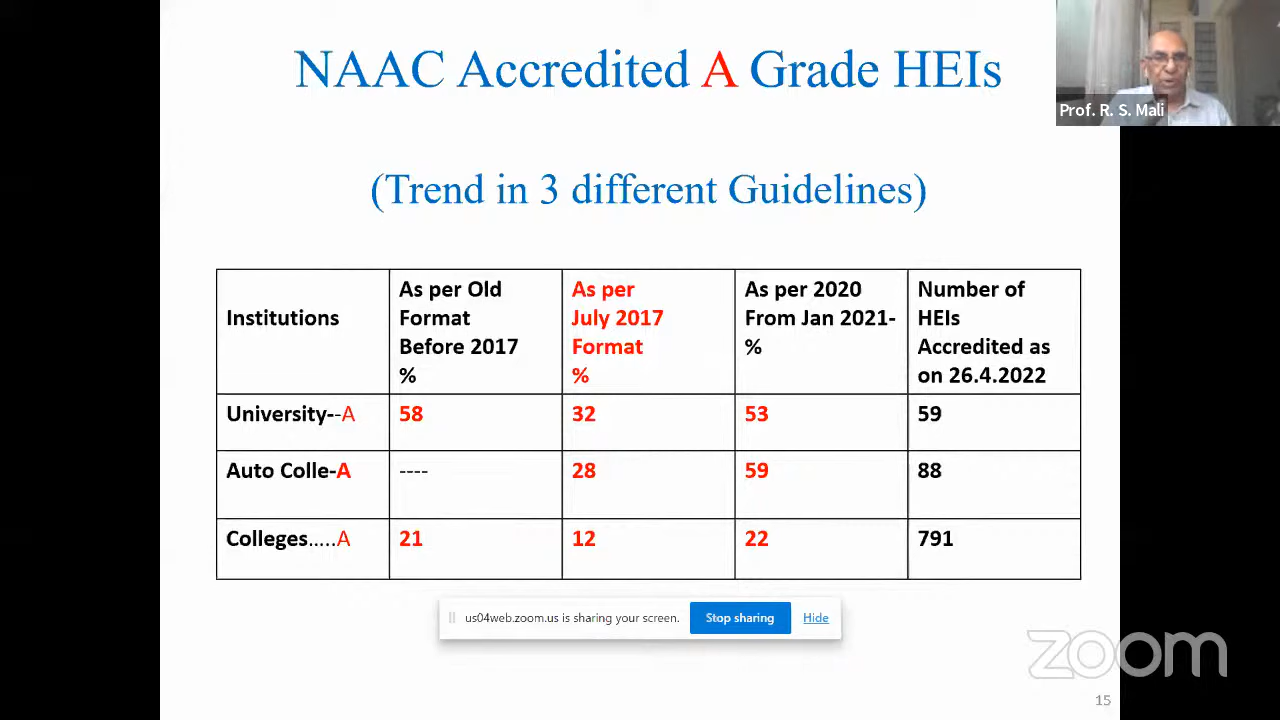 NAAC Accredited A Grade HEIs
Prof. R. S. Mali
(Trend in 3 different Guidelines)
Institutions
As per Old
Format
Before 2017
%
As per
July 2017
Format
%
As per 2020
From Jan 2021-
%
Number of
HEIs
Accredited as
on 26.4.2022
University--A 58 32 53 59
Auto Colle-A ---- 28 59 88
Colleges.....A 21 12 22 791
us04web.zoom.us is sharing your screen. Stop sharing Hide
zoom
15